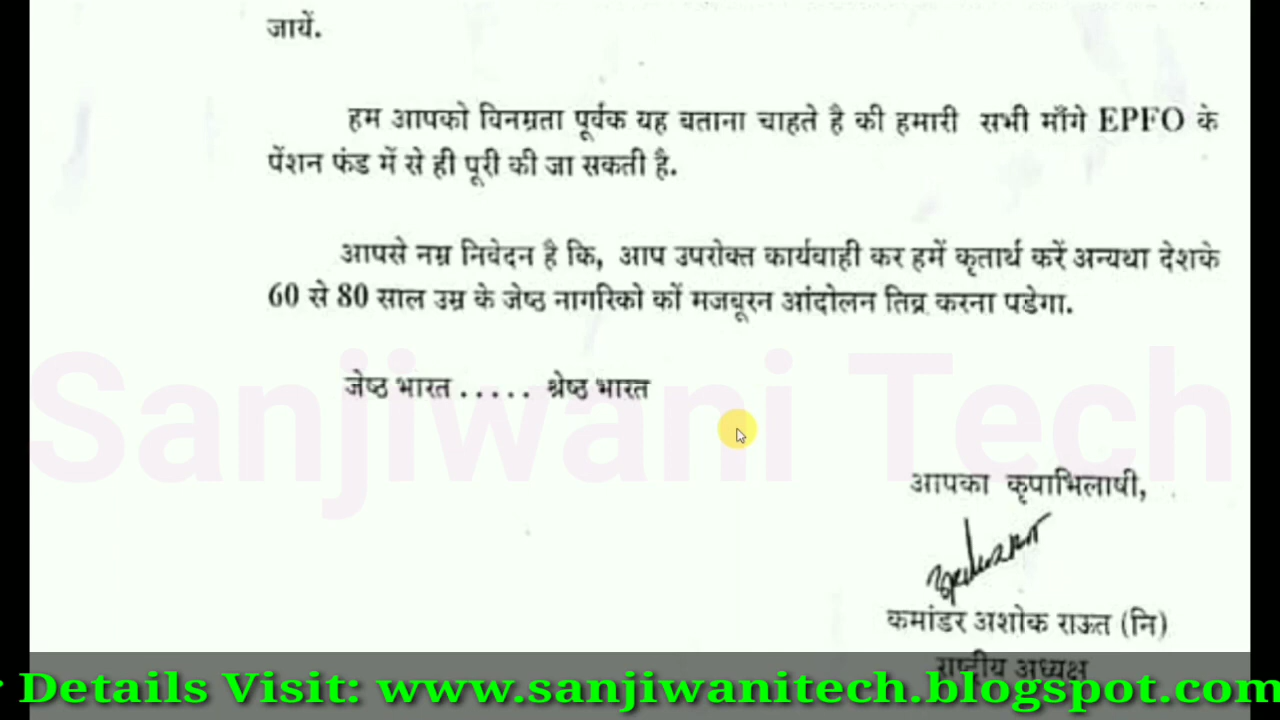 जायें.
हम आपको विनम्रता पूर्वक यह बताना चाहते है की हमारी सभी माँगे EPFO के
पेंशन फंड में से ही पूरी की जा सकती है.
आपसे नम्र निवेदन है कि, आप उपरोक्त कार्यवाही कर हमें कृतार्थ करें अन्यथा देशके
60 से 80 साल उम्र के जेष्ठ नागरिको कों मजबूरन आंदोलन तिव्र करना पडेगा.
जेष्ठ भारत ..... श्रेष्ठ भारत
Sanjiwani Tech
आपका कृपाभिलाषी,
कमांडर अशोक राऊत (नि)
राष्ट्रीय अध्यक्ष
Details Visit: www.sanjiwanitech.blogspot.com